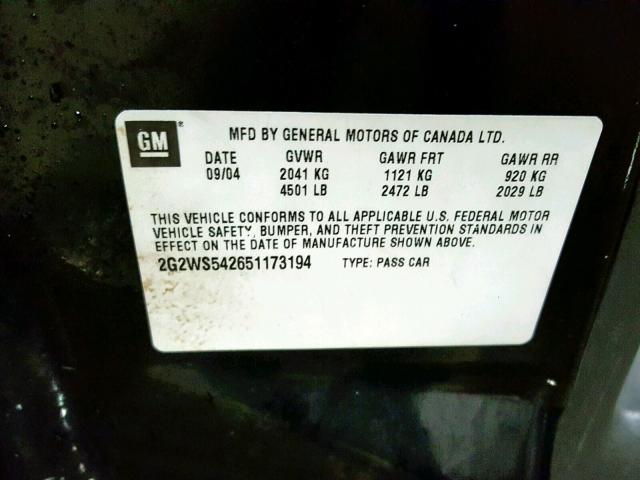 GM
MFD BY GENERAL MOTORS OF CANADA LTD.
DATE GVWR GAWR FRT GAWR RR
09/04 2041 KG 1121 KG 920 KG
4501 LB 2472 LB 2029 LB
THIS VEHICLE CONFORMS TO ALL APPLICABLE U.S. FEDERAL MOTOR
VEHICLE SAFETY, BUMPER, AND THEFT PREVENTION STANDARDS IN
EFFECT ON THE DATE OF MANUFACTURE SHOWN ABOVE.
2G2WS542651173194 TYPE: PASS CAR